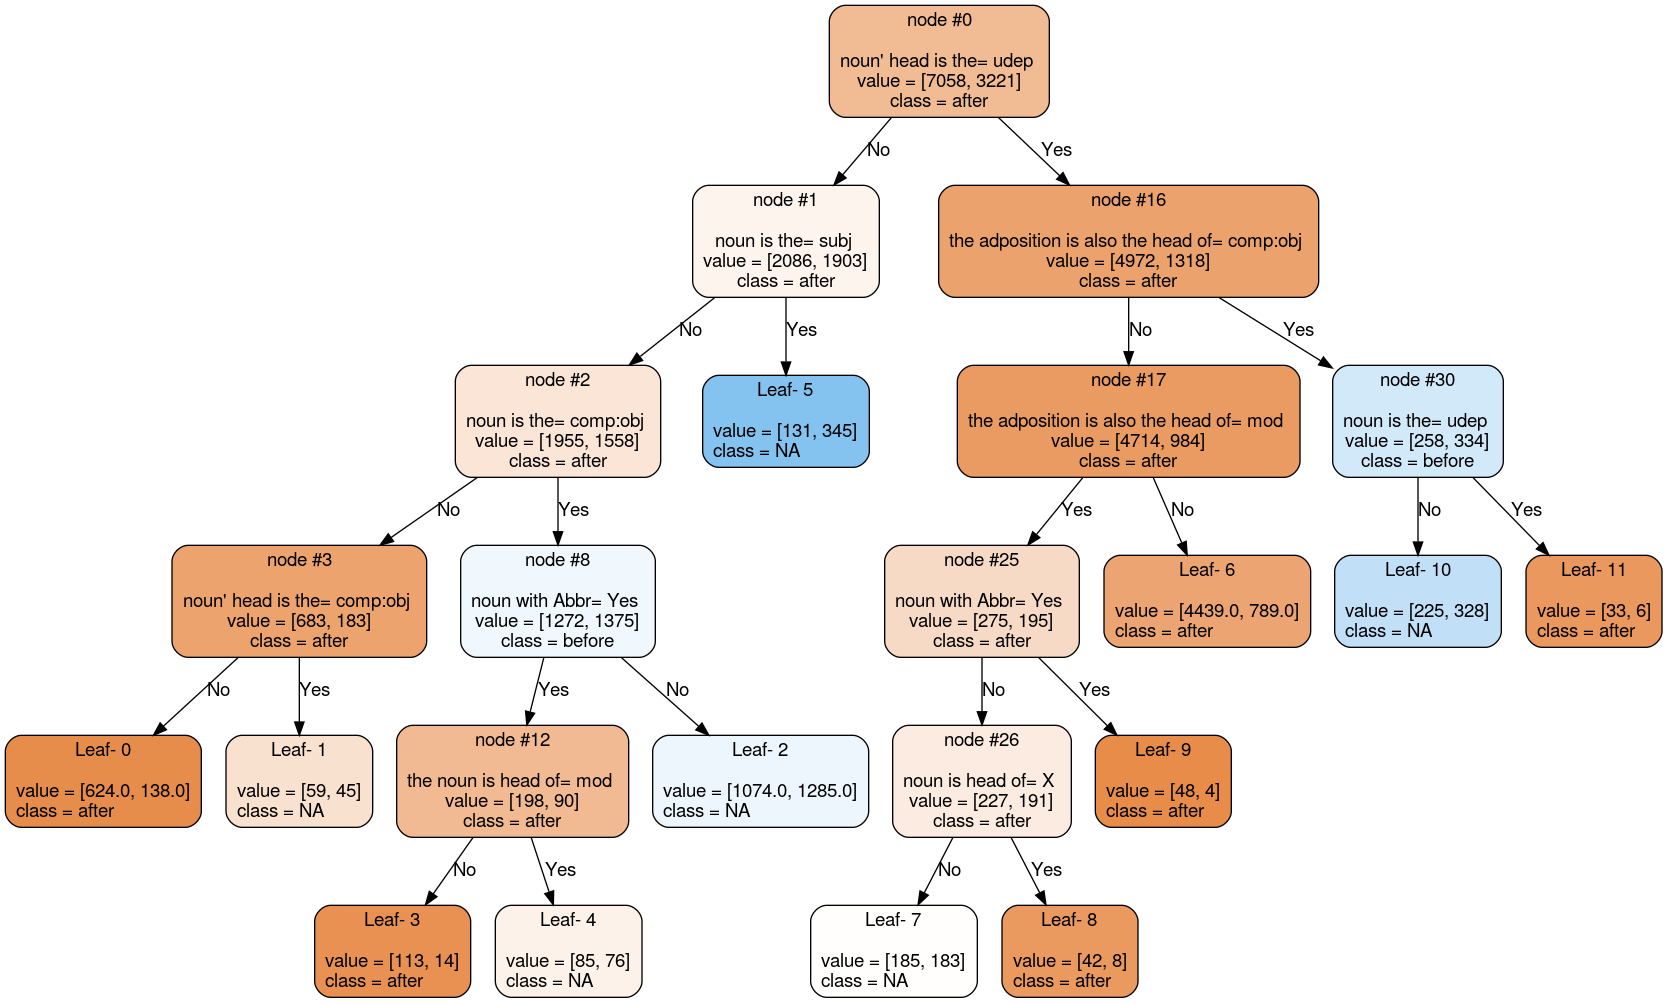 node #0
noun' head is the= udep
value = [7058, 3221]
class = after
No
Yes
node #1
noun is the= subj
value = [2086, 1903]
class = after
node #16
the adposition is also the head of= comp:obj
value = [4972, 1318]
class = after
No
Yes
No
Yes
node #2
noun is the= comp:obj
value = [1955, 1558]
class = after
Leaf- 5
value = [131, 345]
class = NA
node #17
the adposition is also the head of= mod
value = [4714, 984]
class = after
node #30
noun is the= udep
value = [258, 334]
class = before
No
Yes
Yes
No
No
Yes
node #3
noun' head is the= comp:obj
value = [683, 183]
class = after
node #8
noun with Abbr= Yes
value = [1272, 1375]
class = before
node #25
noun with Abbr= Yes
value = [275, 195]
class = after
Leaf- 6
value = [4439.0, 789.0]
class = after
Leaf- 10
value = [225, 328]
class = NA
Leaf- 11
value = [33, 6]
class = after
No
Yes
Yes
No
No
Yes
Leaf- 0
value = [624.0, 138.0]
class = after
Leaf- 1
value = [59, 45]
class = NA
node #12
the noun is head of= mod
value = [198, 90]
class = after
Leaf- 2
value = [1074.0, 1285.0]
class = NA
node #26
noun is head of= X
value = [227, 191]
class = after
Leaf- 9
value = [48, 4]
class = after
No
Yes
No
Yes
Leaf- 3
value = [113, 14]
class = after
Leaf- 4
value = [85, 76]
class = NA
Leaf- 7
value = [185, 183]
class = NA
Leaf- 8
value = [42, 8]
class = after